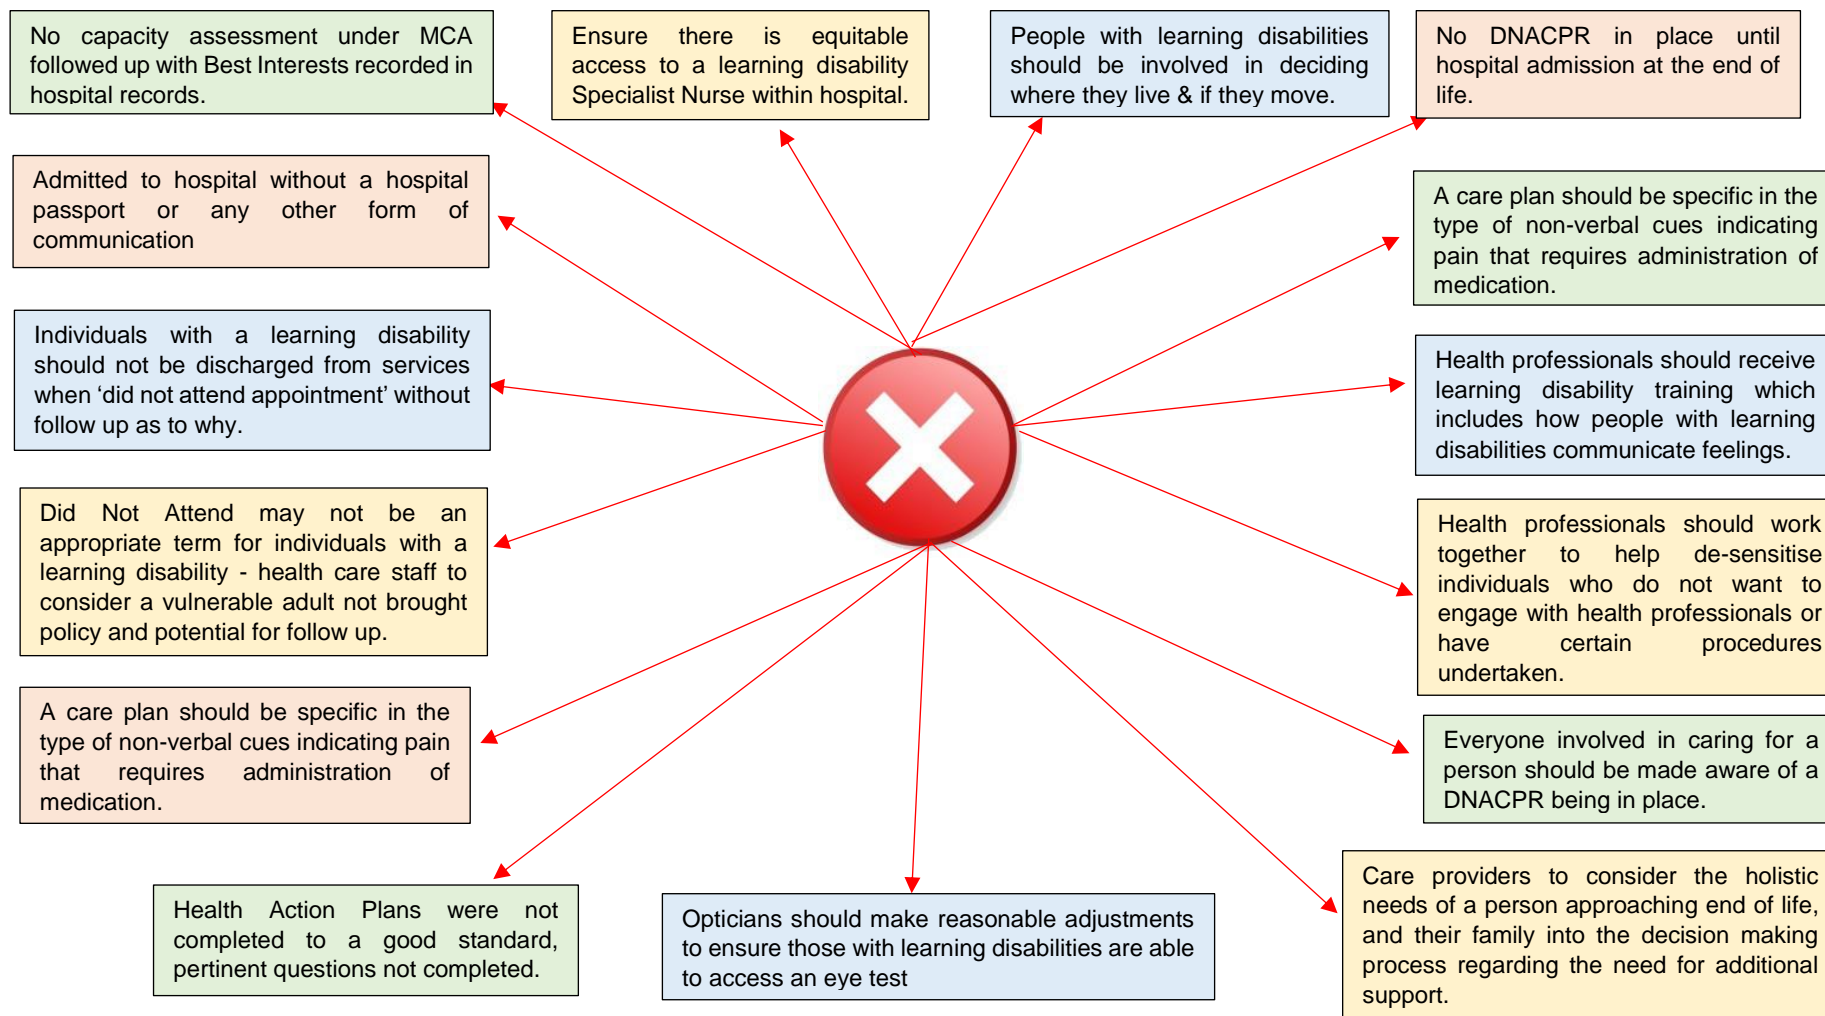 No capacity assessment under MCA
followed up with Best Interests recorded in
hospital records.
Ensure there is equitable
access to a learning disability
Specialist Nurse within hospital.
People with learning disabilities
should be involved in deciding
where they live & if they move.
No DNACPR in place until
hospital admission at the end of
life.
Admitted to hospital without a hospital
passport or any other form of
communication
A care plan should be specific in the
type of non-verbal cues indicating
pain that requires administration of
medication.
Individuals with a learning disability
should not be discharged from services
when ‘did not attend appointment’ without
follow up as to why.
Health professionals should receive
learning disability training which
includes how people with learning
disabilities communicate feelings.
Did Not Attend may not be an
appropriate term for individuals with a
learning disability - health care staff to
consider a vulnerable adult not brought
policy and potential for follow up.
Health professionals should work
together to help de-sensitise
individuals who do not want to
engage with health professionals or
have certain procedures
undertaken.
A care plan should be specific in the
type of non-verbal cues indicating pain
that requires administration of
medication.
Everyone involved in caring for a
person should be made aware of a
DNACPR being in place.
Health Action Plans were not
completed to a good standard,
pertinent questions not completed.
Opticians should make reasonable adjustments
to ensure those with learning disabilities are able
to access an eye test
Care providers to consider the holistic
needs of a person approaching end of life,
and their family into the decision making
process regarding the need for additional
support.